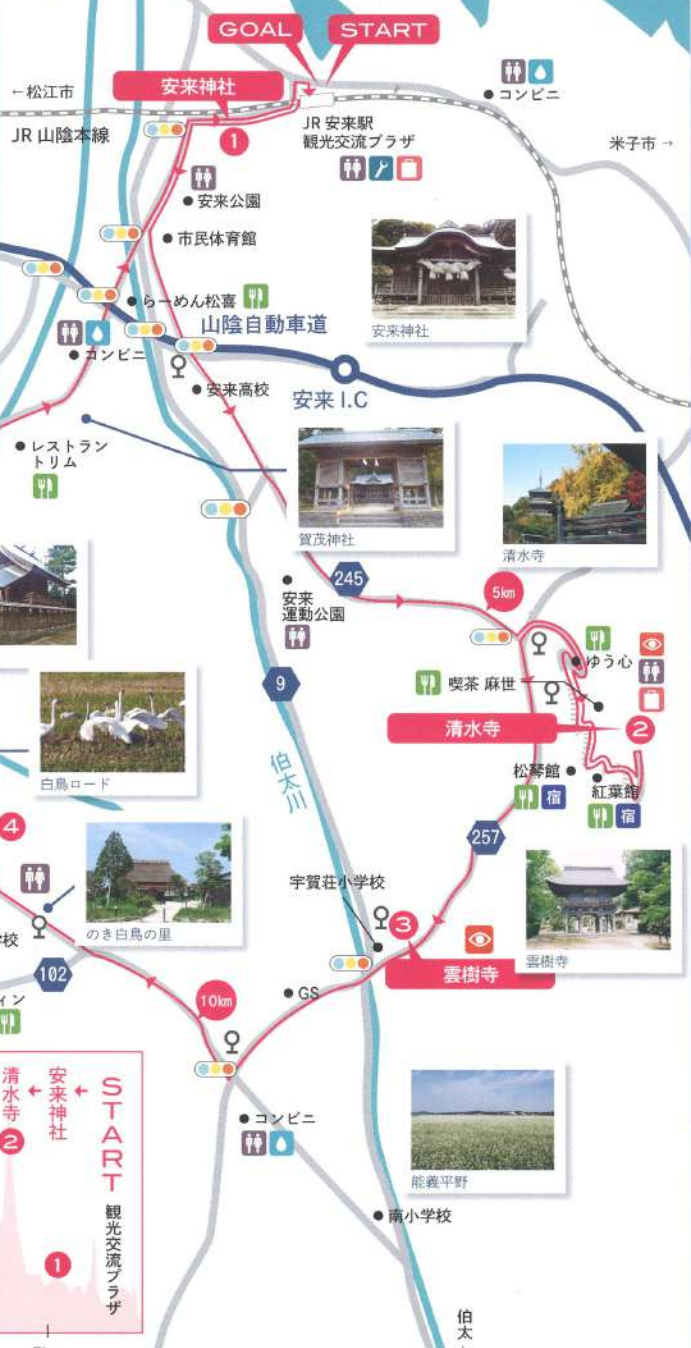 GOAL
START
安来神社
←松江市
JR 山陰本線
1
JR 安来駅
観光交流プラザ
コンビニ
米子市→
安来公園
市民体育館
安来神社
らーめん松喜
山陰自動車道
コンビニ
安来高校
安来 I.C
レストラン
トリム
賀茂神社
清水寺
245
5km
安来
運動公園
ゆう心
9
喫茶 麻世
清水寺
2
白鳥ロード
伯太川
松琴館
宿
紅葉館
宿
4
257
宇賀荘小学校
のき白鳥の里
3
雲樹寺
雲樹寺
校
102
ィン
10km
GS
START 観光交流プラザ
←
安来神社
←
清水寺
2
1
コンビニ
能義平野
南小学校
伯太